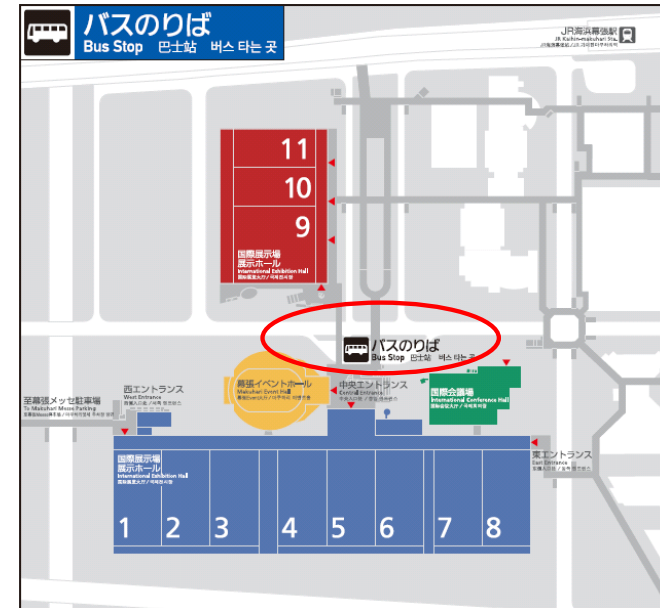 バスのりば
Bus Stop 巴士站 버스 타는 곳
JR海浜幕張駅
JR Kaihin-makuhari Sta.
11
10
9
国際展示場
展示ホール
International Exhibition Hall
バスのりば
Bus Stop 巴士站 버스 타는 곳
幕張イベントホール
Makuhari Event Hall
中央エントランス
Central Entrance
国際会議場
International Conference Hall
西エントランス
West Entrance
至幕張メッセ駐車場
To Makuhari Messe Parking
国際展示場
展示ホール
International Exhibition Hall
東エントランス
East Entrance
1 2 3 4 5 6 7 8